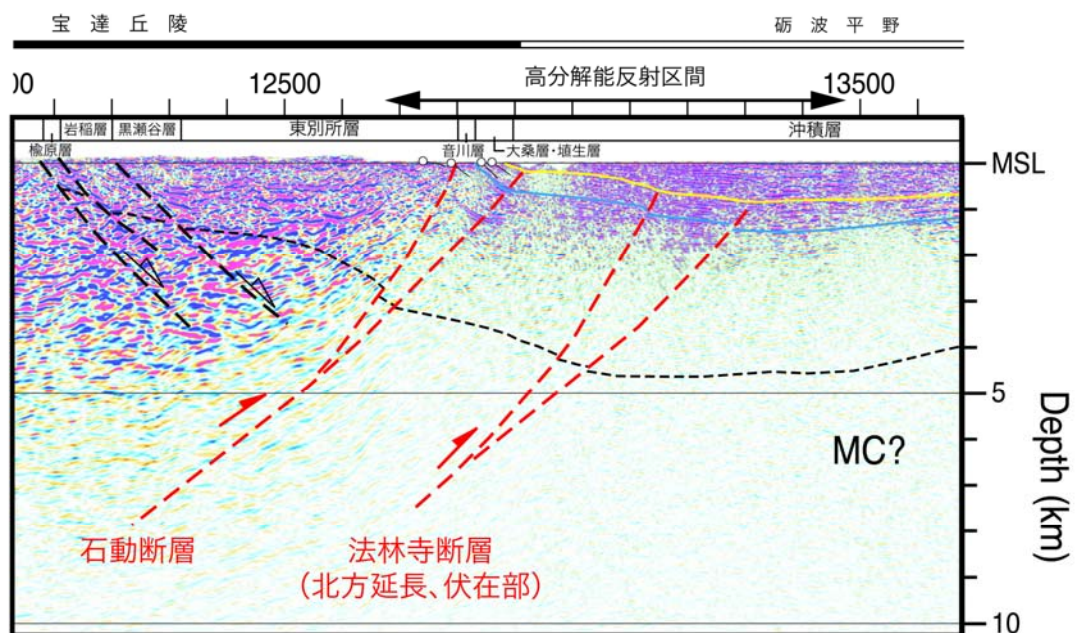 宝達丘陵
砺波平野
00
12500
高分解能反射区間
13500
岩稲層
黒瀬谷層
東別所層
沖積層
楡原層
音川層
大桑層・埴生層
MSL
5
Depth (km)
MC?
石動断層
法林寺断層
(北方延長、伏在部)
10